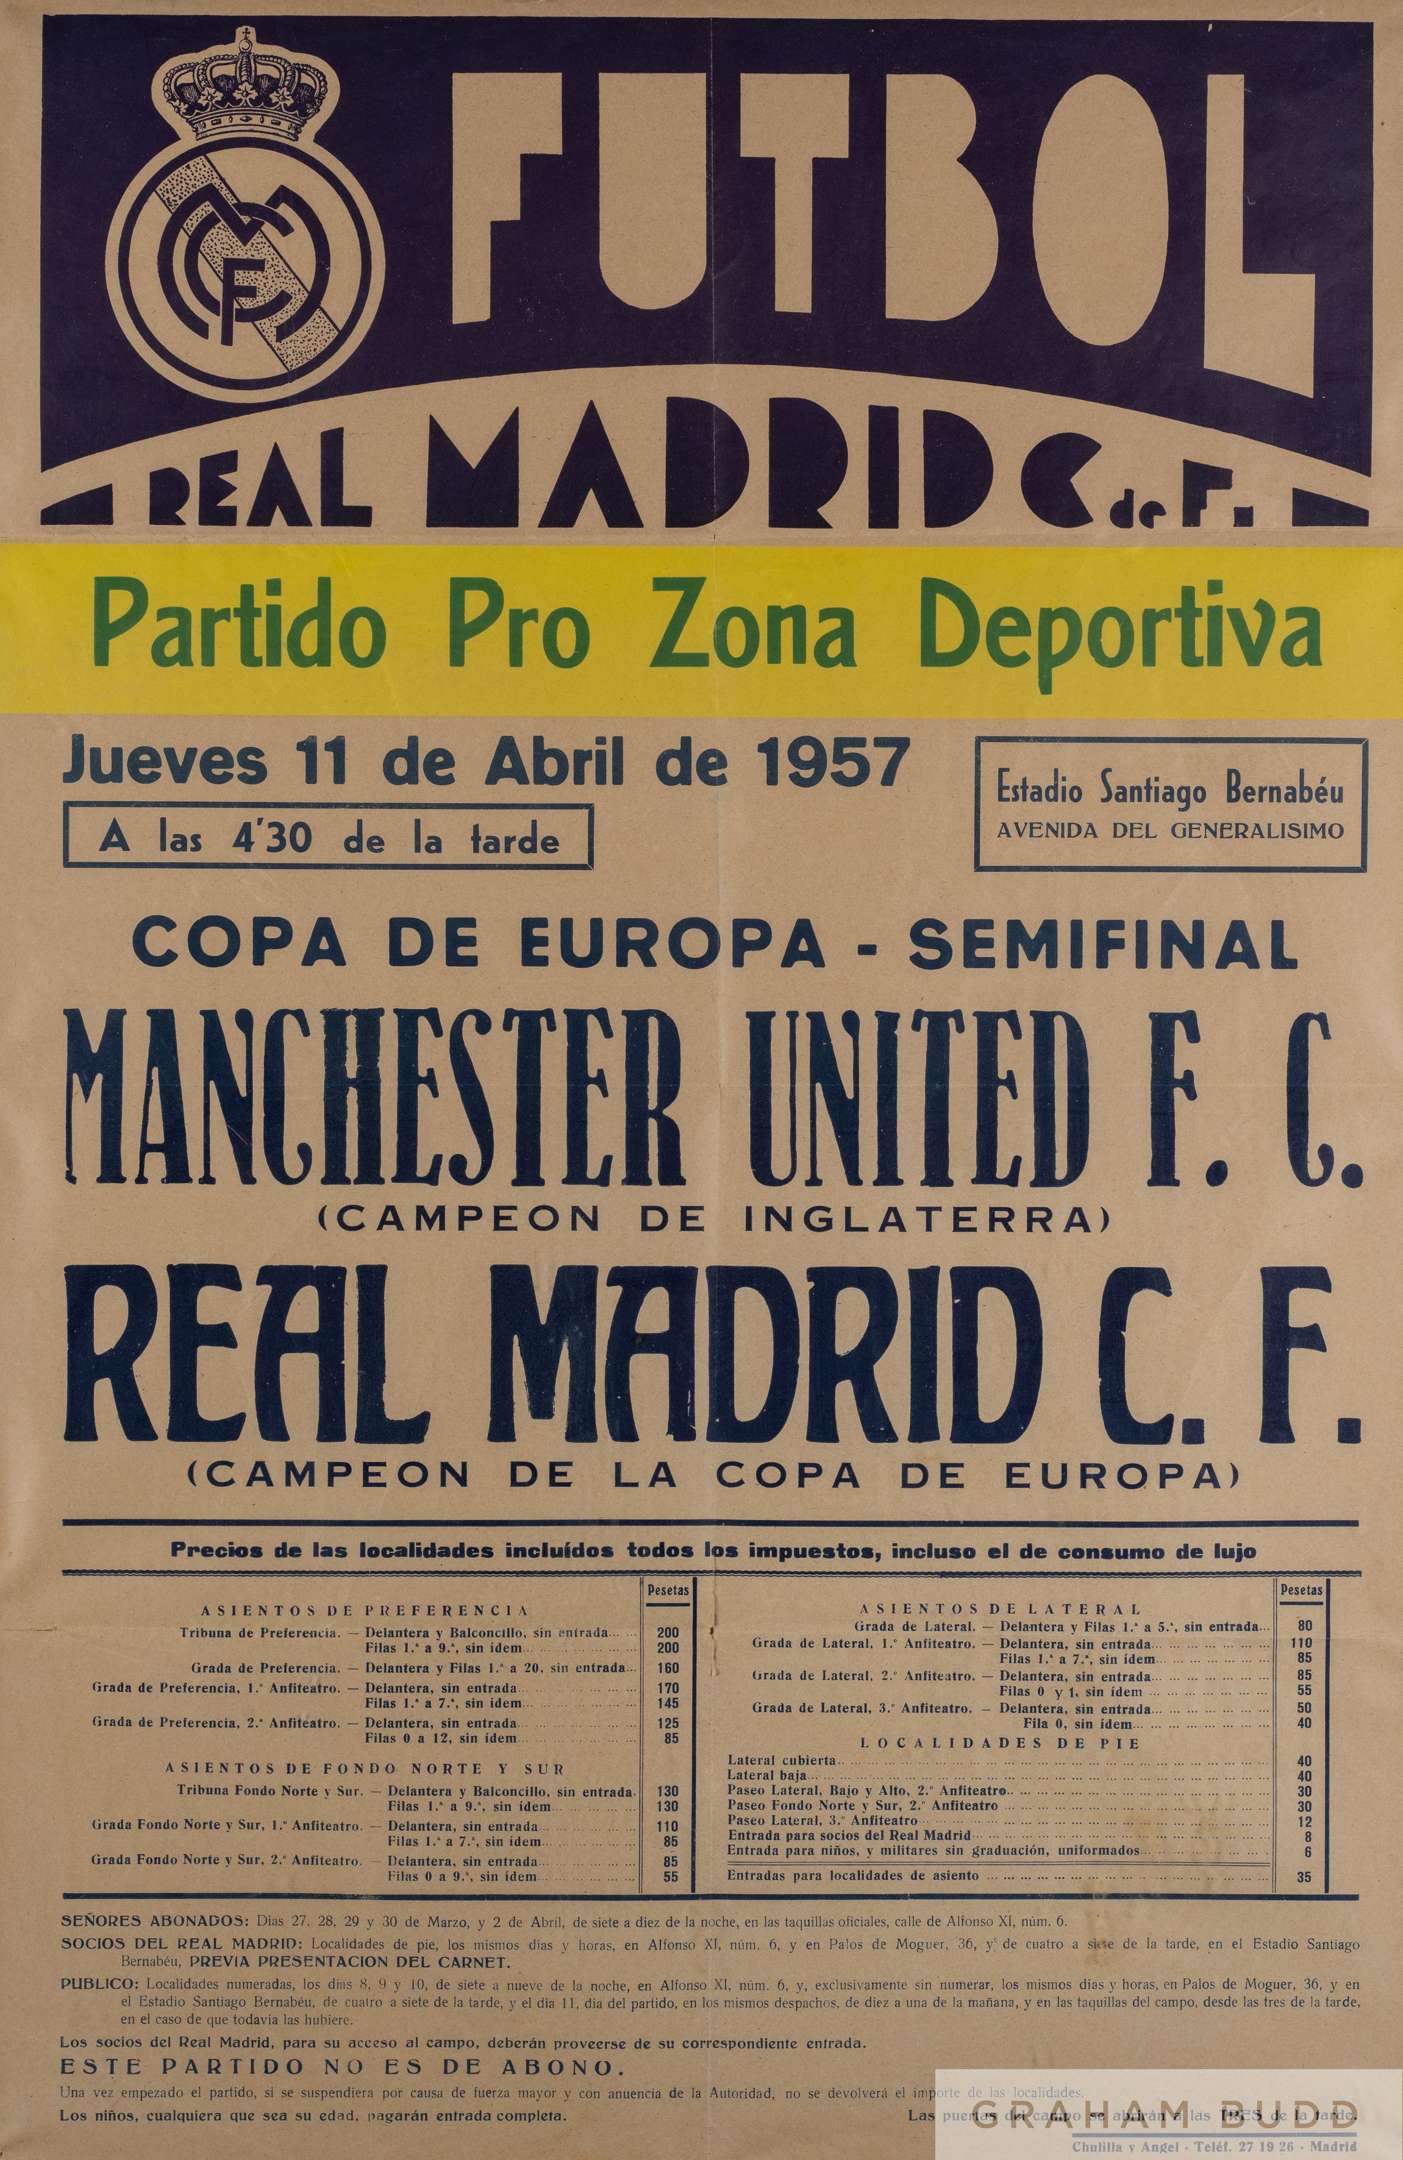 FUTBOL
REAL MADRID C de F.
Partido Pro Zona Deportiva
Jueves 11 de Abril de 1957
A las 4'30 de la tarde
Estadio Santiago Bernabéu
AVENIDA DEL GENERALISIMO
COPA DE EUROPA - SEMIFINAL
MANCHESTER UNITED F. C.
(CAMPEON DE INGLATERRA)
REAL MADRID C. F.
(CAMPEON DE LA COPA DE EUROPA)
Precios de las localidades incluídos todos los impuestos, incluso el de consumo de lujo
Pesetas
ASIENTOS DE PREFERENCIA
Tribuna de Preferencia. — Delantera y Balconcillo, sin entrada... 200
Filas 1.ª a 9.ª, sin idem... 200
Grada de Preferencia. — Delantera y Filas 1.ª a 20, sin entrada... 160
Grada de Preferencia, 1.º Anfiteatro. — Delantera, sin entrada... 170
Filas 1.ª a 7.ª, sin idem... 145
Grada de Preferencia, 2.º Anfiteatro. — Delantera, sin entrada... 125
Filas 0 a 12, sin idem... 85
ASIENTOS DE FONDO NORTE Y SUR
Tribuna Fondo Norte y Sur. — Delantera y Balconcillo, sin entrada. 130
Filas 1.ª a 9.ª, sin idem... 130
Grada Fondo Norte y Sur, 1.º Anfiteatro. — Delantera, sin entrada... 110
Filas 1.ª a 7.ª, sin idem... 85
Grada Fondo Norte y Sur, 2.º Anfiteatro. — Delantera, sin entrada... 85
Filas 0 a 9.ª, sin idem... 55
Pesetas
ASIENTOS DE LATERAL
Grada de Lateral. — Delantera y Filas 1.ª a 5.ª, sin entrada... 80
Grada de Lateral, 1.º Anfiteatro. — Delantera, sin entrada... 110
Filas 1.ª a 7.ª, sin idem... 85
Grada de Lateral, 2.º Anfiteatro. — Delantera, sin entrada... 85
Filas 0 y 1, sin idem ... 55
Grada de Lateral, 3.º Anfiteatro. — Delantera, sin entrada... 50
Fila 0, sin idem... 40
LOCALIDADES DE PIE
Lateral cubierta... 40
Lateral baja... 40
Paseo Lateral, Bajo y Alto, 2.º Anfiteatro... 30
Paseo Fondo Norte y Sur, 2.º Anfiteatro ... 30
Paseo Lateral, 3.º Anfiteatro... 12
Entrada para socios del Real Madrid... 8
Entrada para niños, y militares sin graduación, uniformados... 6
Entradas para localidades de asiento ... 35
SEÑORES ABONADOS: Dias 27, 28, 29 y 30 de Marzo, y 2 de Abril, de siete a diez de la noche, en las taquillas oficiales, calle de Alfonso XI, núm. 6.
SOCIOS DEL REAL MADRID: Localidades de pie, los mismos dias y horas, en Alfonso XI, núm. 6, y en Palos de Moguer, 36, y de cuatro a siete de la tarde, en el Estadio Santiago
Bernabéu, PREVIA PRESENTACION DEL CARNET.
PUBLICO: Localidades numeradas, los dias 8, 9 y 10, de siete a nueve de la noche, en Alfonso XI, núm. 6, y, exclusivamente sin numerar, los mismos dias y horas, en Palos de Moguer, 36, y en
el Estadio Santiago Bernabéu, de cuatro a siete de la tarde, y el dia 11, dia del partido, en los mismos despachos, de diez a una de la mañana, y en las taquillas del campo, desde las tres de la tarde,
en el caso de que todavia las hubiere.
Los socios del Real Madrid, para su acceso al campo, deberán proveerse de su correspondiente entrada.
ESTE PARTIDO NO ES DE ABONO.
Una vez empezado el partido, si se suspendiera por causa de fuerza mayor y con anuencia de la Autoridad, no se devolverá el importe de las localidades.
Los niños, cualquiera que sea su edad, pagarán entrada completa.
Las puertas del campo se abrirán a las TRES de la tarde.
GRAHAM BUDD
Chulilla y Angel - Teléf. 27 19 26 - Madrid